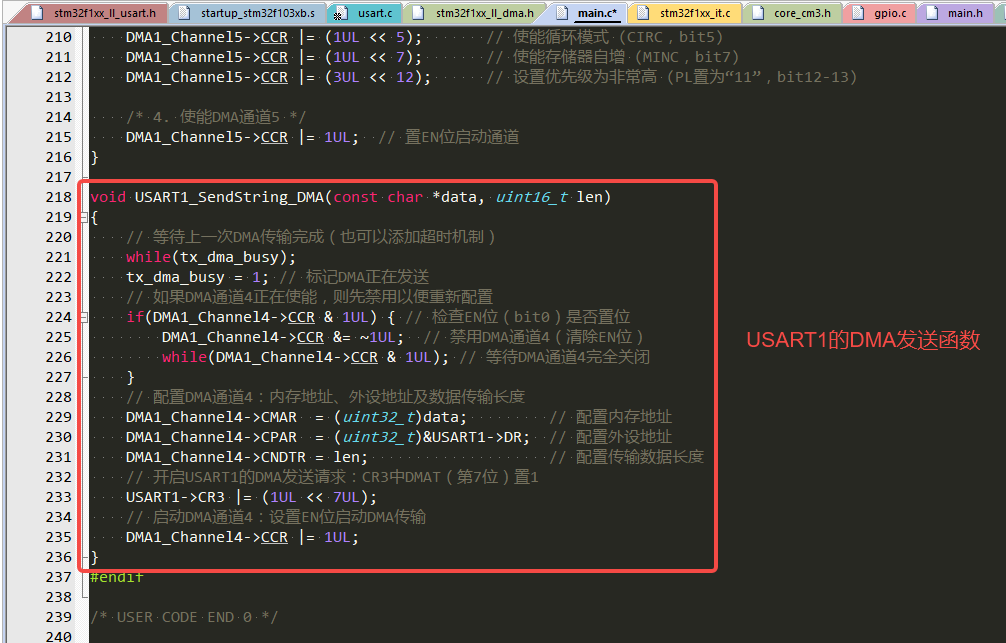 stm32f1xx_ll_usart.h startup_stm32f103xb.s usart.c stm32f1xx_ll_dma.h main.c* stm32f1xx_it.c core_cm3.h gpio.c main.h
210 DMA1_Channel5->CCR |= (1UL << 5); // 使能循环模式 (CIRC，bit5)
211 DMA1_Channel5->CCR |= (1UL << 7); // 使能存储器自增 (MINC，bit7)
212 DMA1_Channel5->CCR |= (3UL << 12); // 设置优先级为非常高 (PL置为“11”，bit12-13)
213
214 /* 4. 使能DMA通道5 */
215 DMA1_Channel5->CCR |= 1UL; // 置EN位启动通道
216 }
217
218 void USART1_SendString_DMA(const char *data, uint16_t len)
219 {
220 // 等待上一次DMA传输完成（也可以添加超时机制）
221 while(tx_dma_busy);
222 tx_dma_busy = 1; // 标记DMA正在发送
223 // 如果DMA通道4正在使能，则先禁用以便重新配置
224 if(DMA1_Channel4->CCR & 1UL) { // 检查EN位（bit0）是否置位
225 DMA1_Channel4->CCR &= ~1UL; // 禁用DMA通道4（清除EN位）
226 while(DMA1_Channel4->CCR & 1UL); // 等待DMA通道4完全关闭
227 }
228 // 配置DMA通道4：内存地址、外设地址及数据传输长度
229 DMA1_Channel4->CMAR = (uint32_t)data; // 配置内存地址
230 DMA1_Channel4->CPAR = (uint32_t)&USART1->DR; // 配置外设地址
231 DMA1_Channel4->CNDTR = len; // 配置传输数据长度
232 // 开启USART1的DMA发送请求：CR3中DMAT（第7位）置1
233 USART1->CR3 |= (1UL << 7UL);
234 // 启动DMA通道4：设置EN位启动DMA传输
235 DMA1_Channel4->CCR |= 1UL;
236 }
237 #endif
238
239 /* USER CODE END 0 */
240
USART1的DMA发送函数